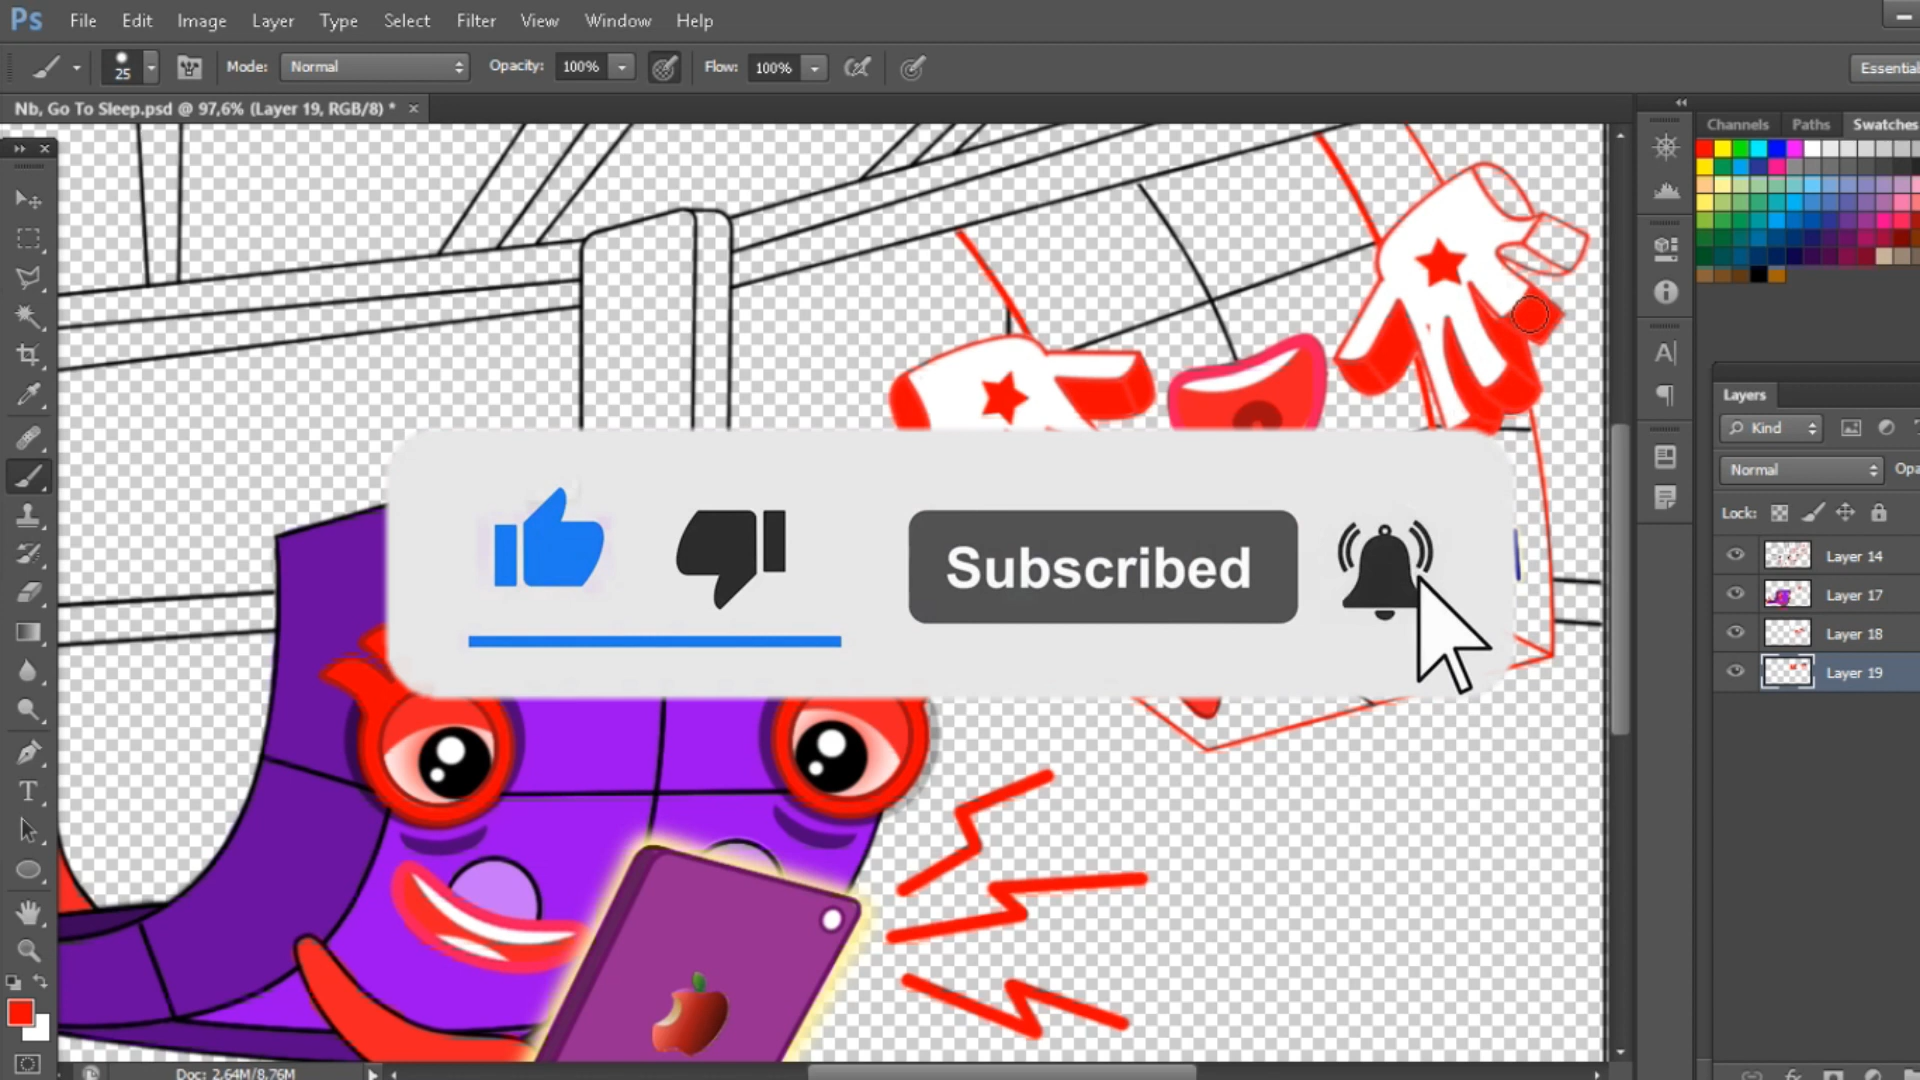 Ps File Edit Image Layer Type Select Filter View Window Help
25 Mode: Normal Opacity: 100% Flow: 100% Essential
Nb, Go To Sleep.psd @ 97,6% (Layer 19, RGB/8) * ×
Channels Paths Swatches
Layers
Kind
Normal Opa
Lock:
Layer 14
Layer 17
Layer 18
Layer 19
Subscribed
Doc: 2,64M/8,76M